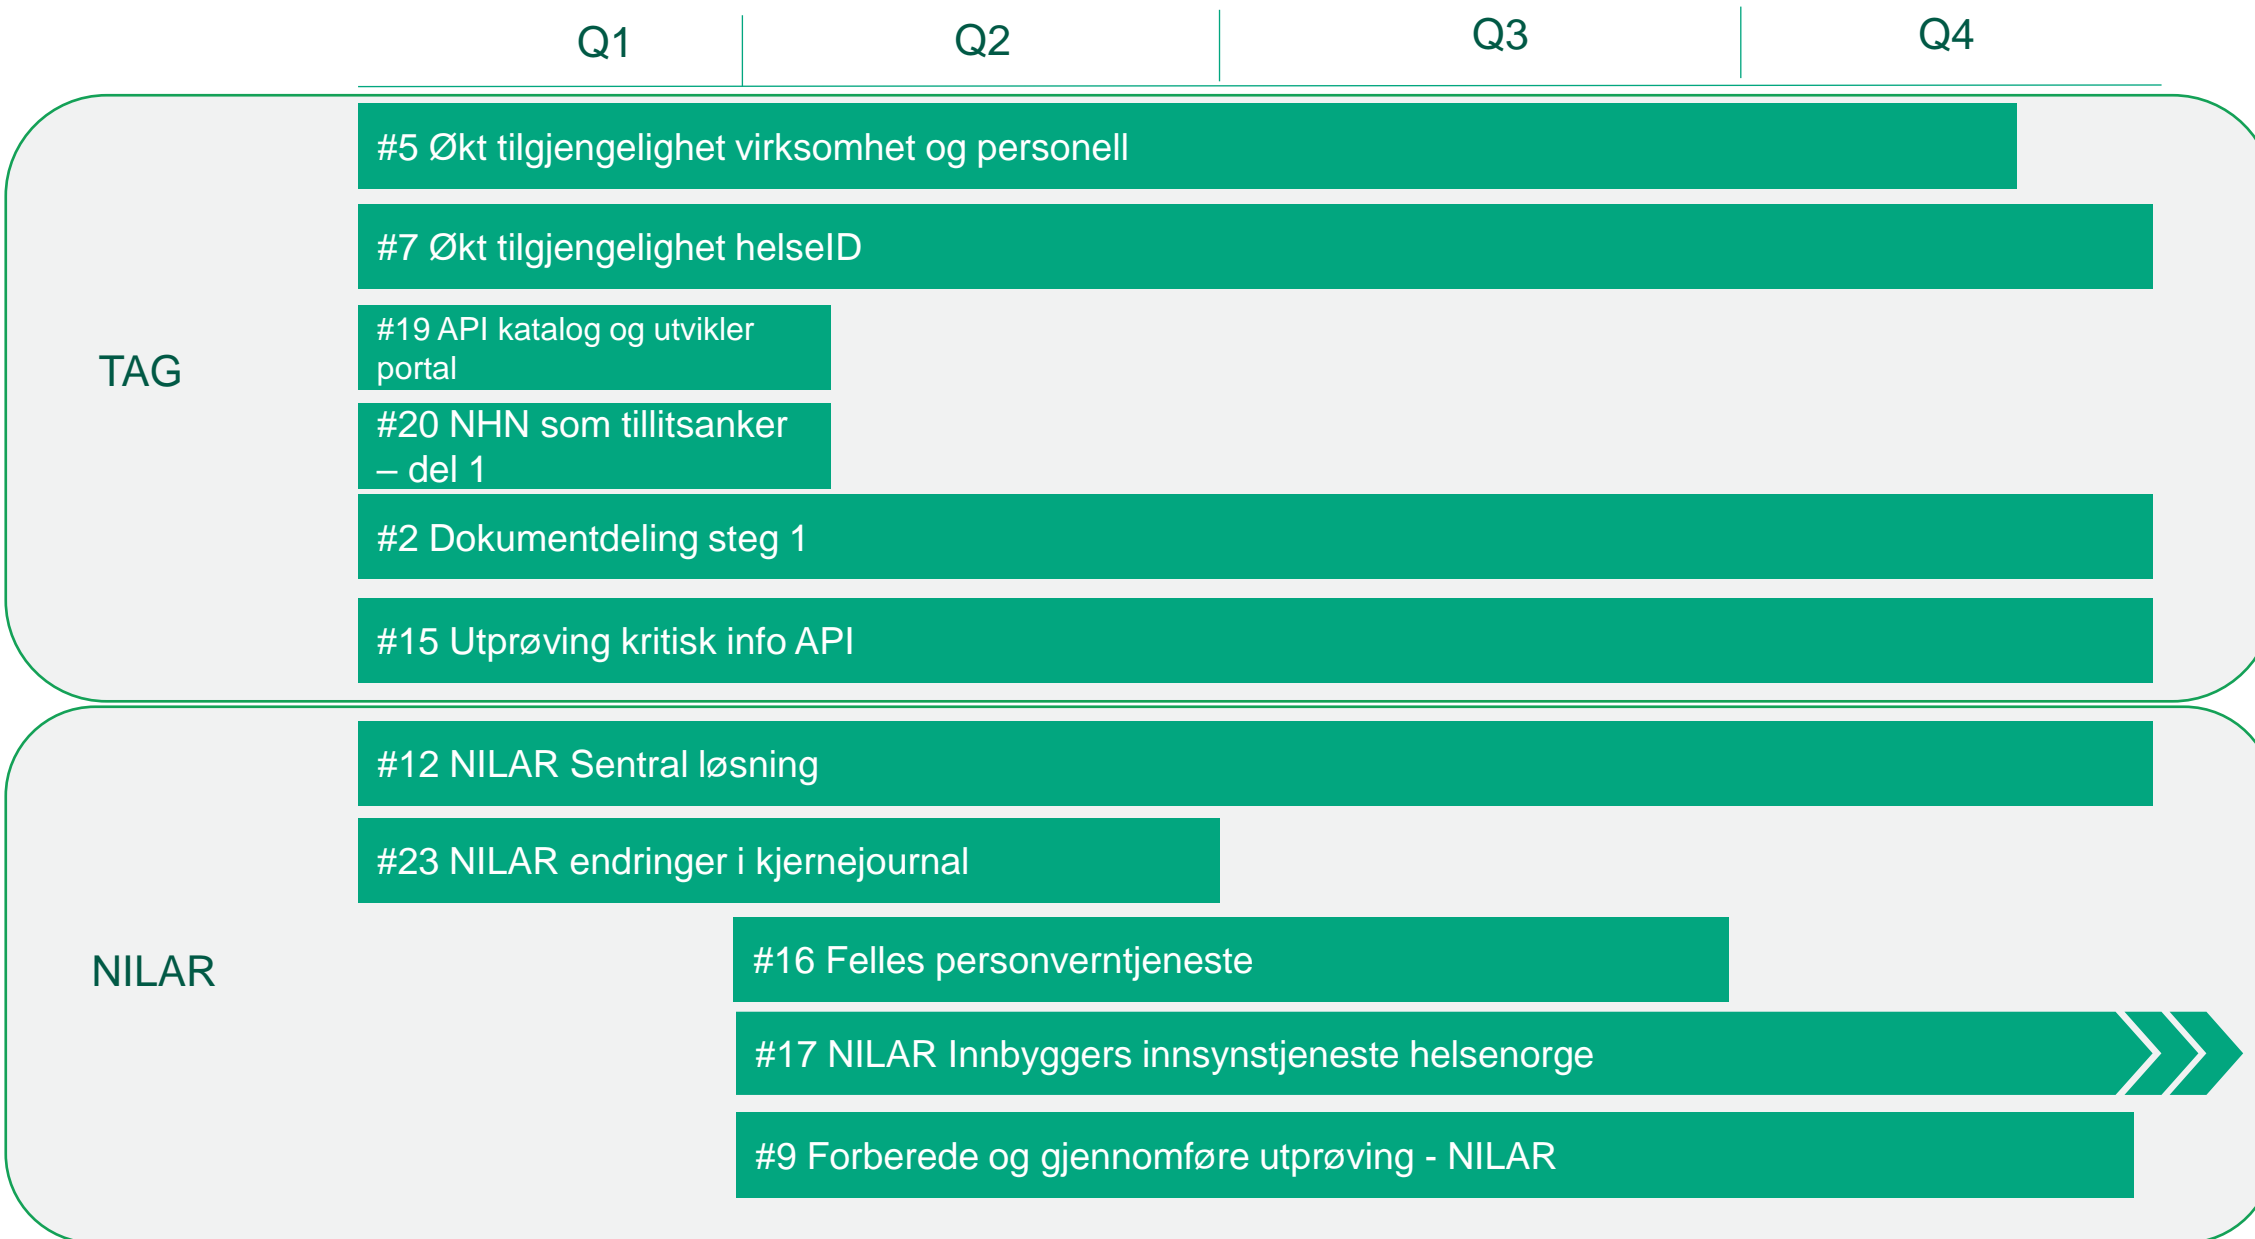 Q1
Q2
Q3
Q4
TAG
#5 Økt tilgjengelighet virksomhet og personell
#7 Økt tilgjengelighet helseID
#19 API katalog og utvikler
portal
#20 NHN som tillitsanker
– del 1
#2 Dokumentdeling steg 1
#15 Utprøving kritisk info API
NILAR
#12 NILAR Sentral løsning
#23 NILAR endringer i kjernejournal
#16 Felles personverntjeneste
#17 NILAR Innbyggers innsynstjeneste helsenorge
#9 Forberede og gjennomføre utprøving - NILAR